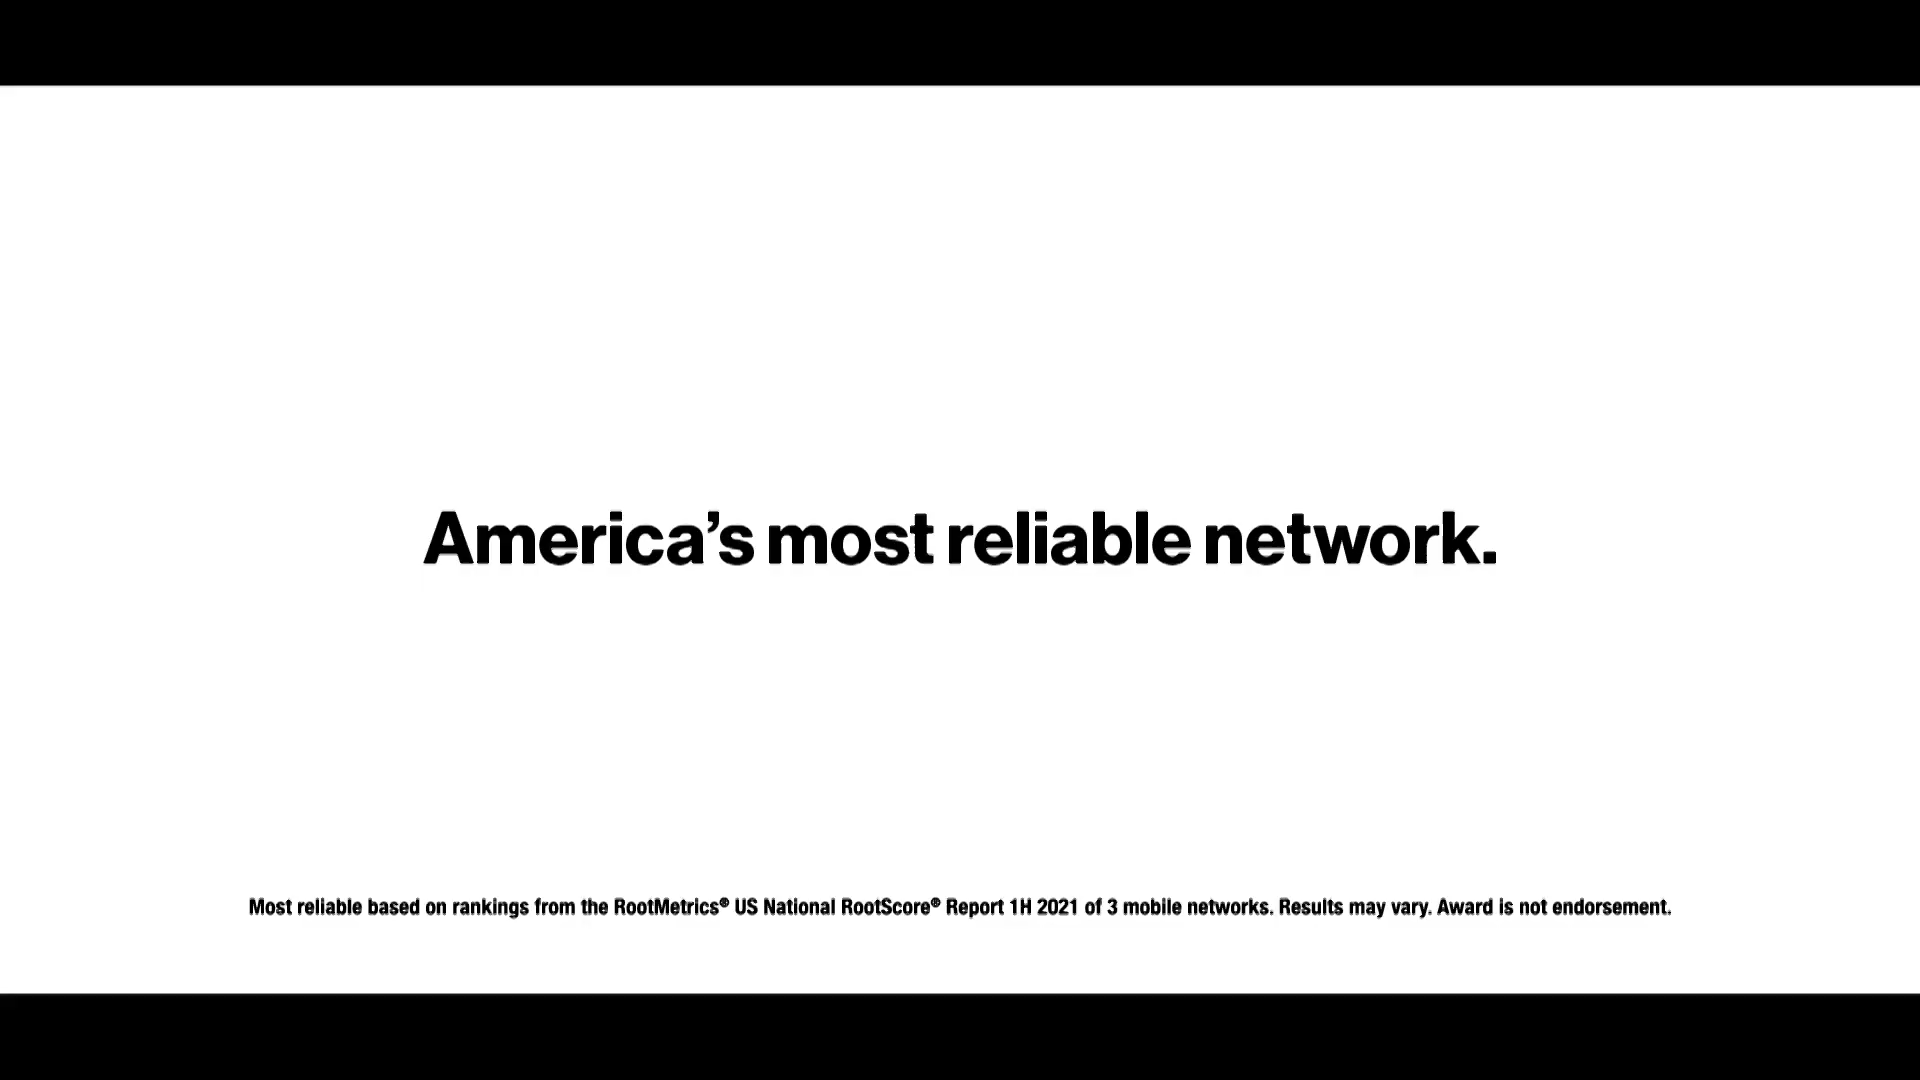 America’s most reliable network.
Most reliable based on rankings from the RootMetrics® US National RootScore® Report 1H 2021 of 3 mobile networks. Results may vary. Award is not endorsement.